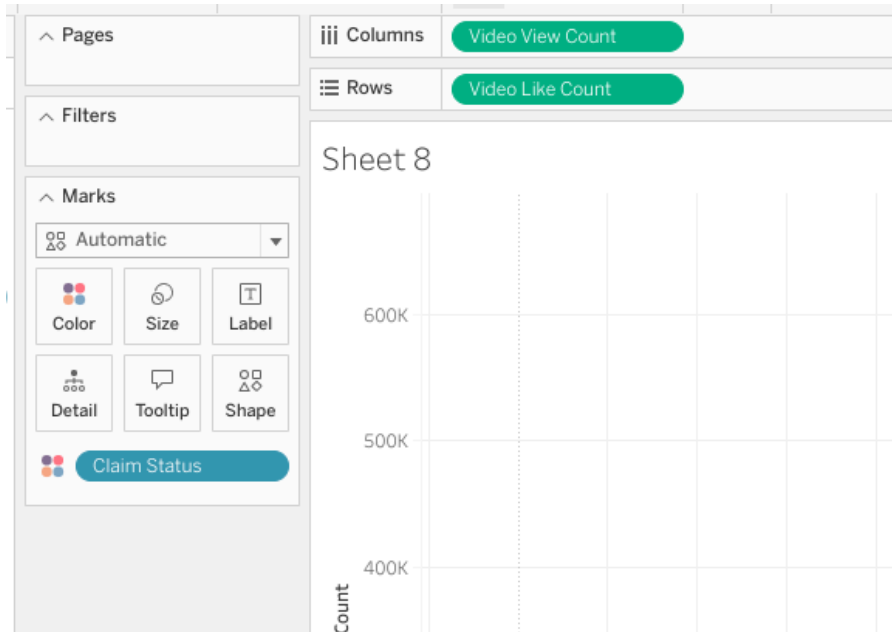 Pages
Filters
Marks
Automatic
Color Size Label
Detail Tooltip Shape
Claim Status
Columns Video View Count
Rows Video Like Count
Sheet 8
600K
500K
400K
Count